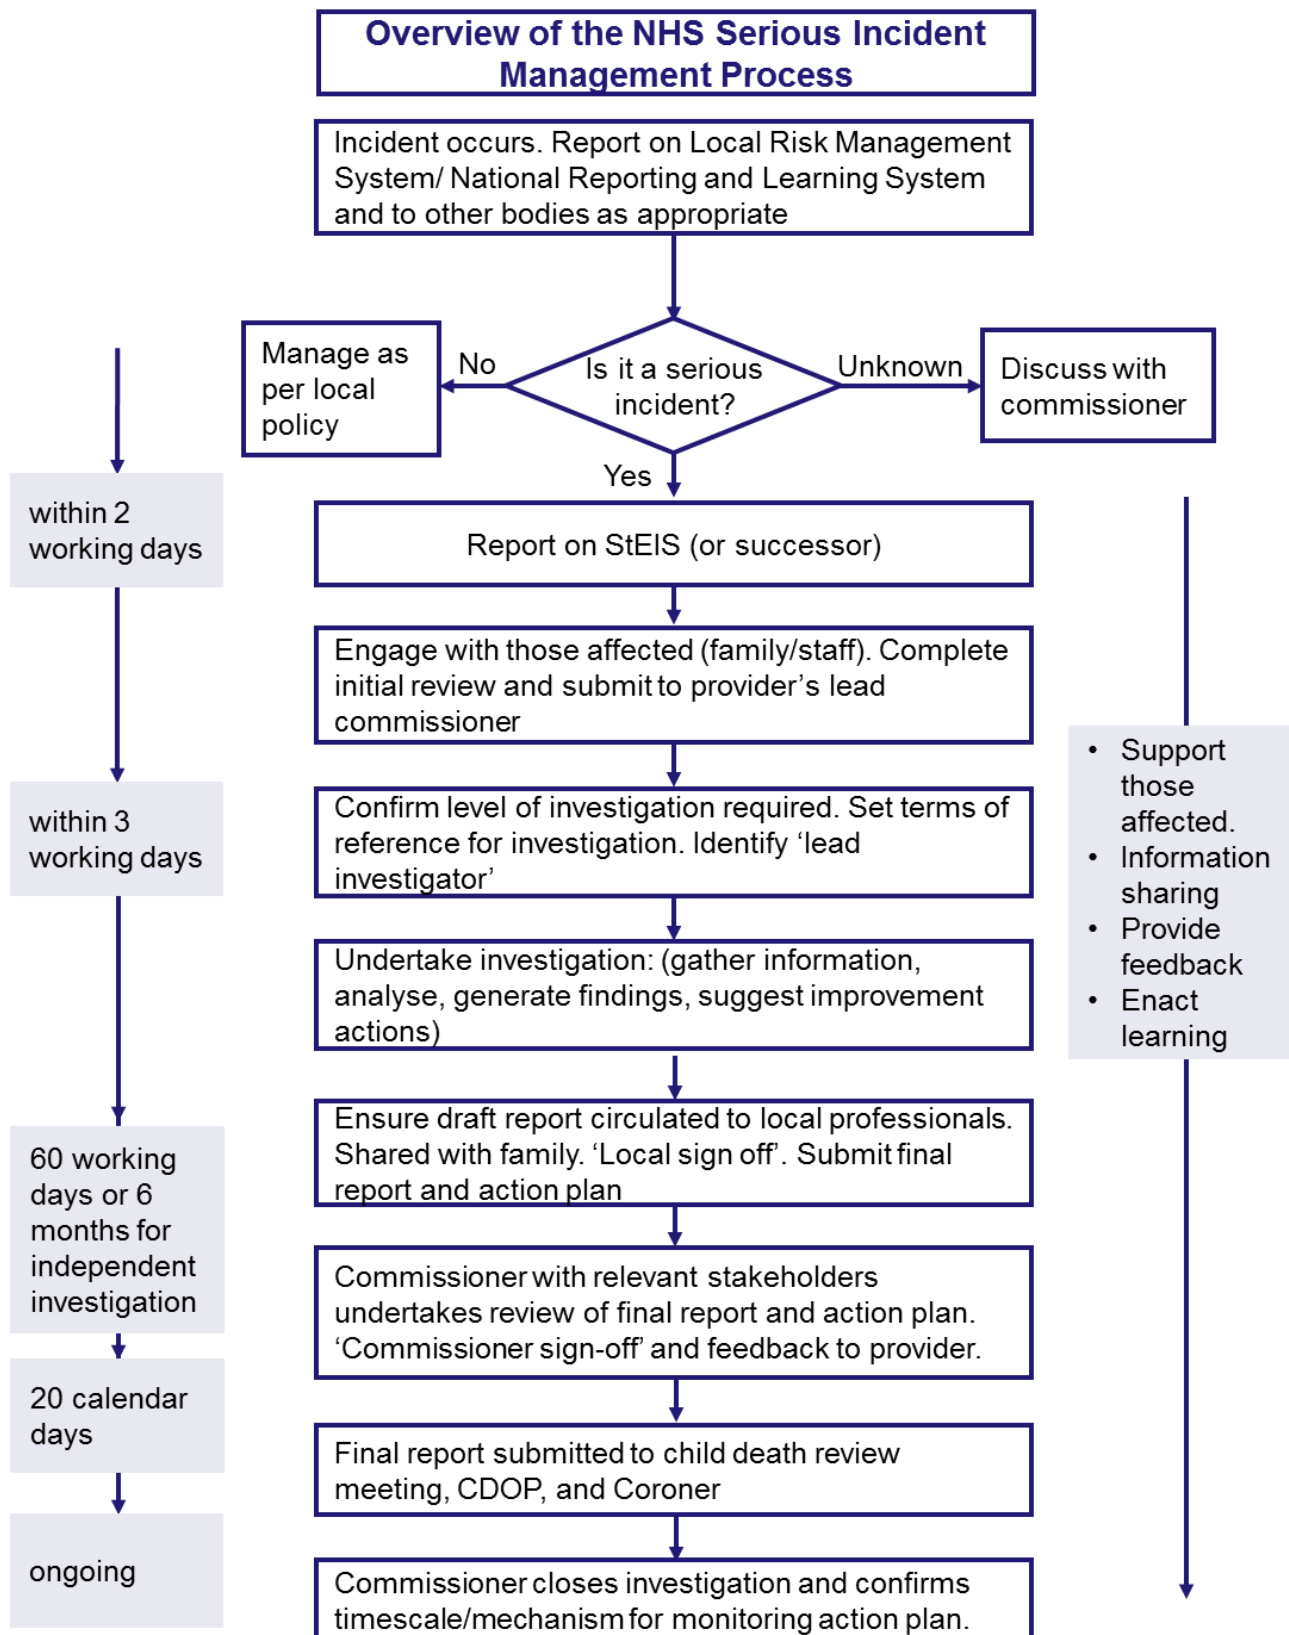 Overview of the NHS Serious Incident
Management Process
Incident occurs. Report on Local Risk Management
System/ National Reporting and Learning System
and to other bodies as appropriate
Manage as
per local
policy
No
Is it a serious
incident?
Unknown
Discuss with
commissioner
Yes
within 2
working days
Report on StEIS (or successor)
Engage with those affected (family/staff). Complete
initial review and submit to provider’s lead
commissioner
within 3
working days
Confirm level of investigation required. Set terms of
reference for investigation. Identify ‘lead
investigator’
• Support
those
affected.
• Information
sharing
• Provide
feedback
• Enact
learning
Undertake investigation: (gather information,
analyse, generate findings, suggest improvement
actions)
60 working
days or 6
months for
independent
investigation
Ensure draft report circulated to local professionals.
Shared with family. ‘Local sign off’. Submit final
report and action plan
Commissioner with relevant stakeholders
undertakes review of final report and action plan.
‘Commissioner sign-off’ and feedback to provider.
20 calendar
days
Final report submitted to child death review
meeting, CDOP, and Coroner
ongoing
Commissioner closes investigation and confirms
timescale/mechanism for monitoring action plan.